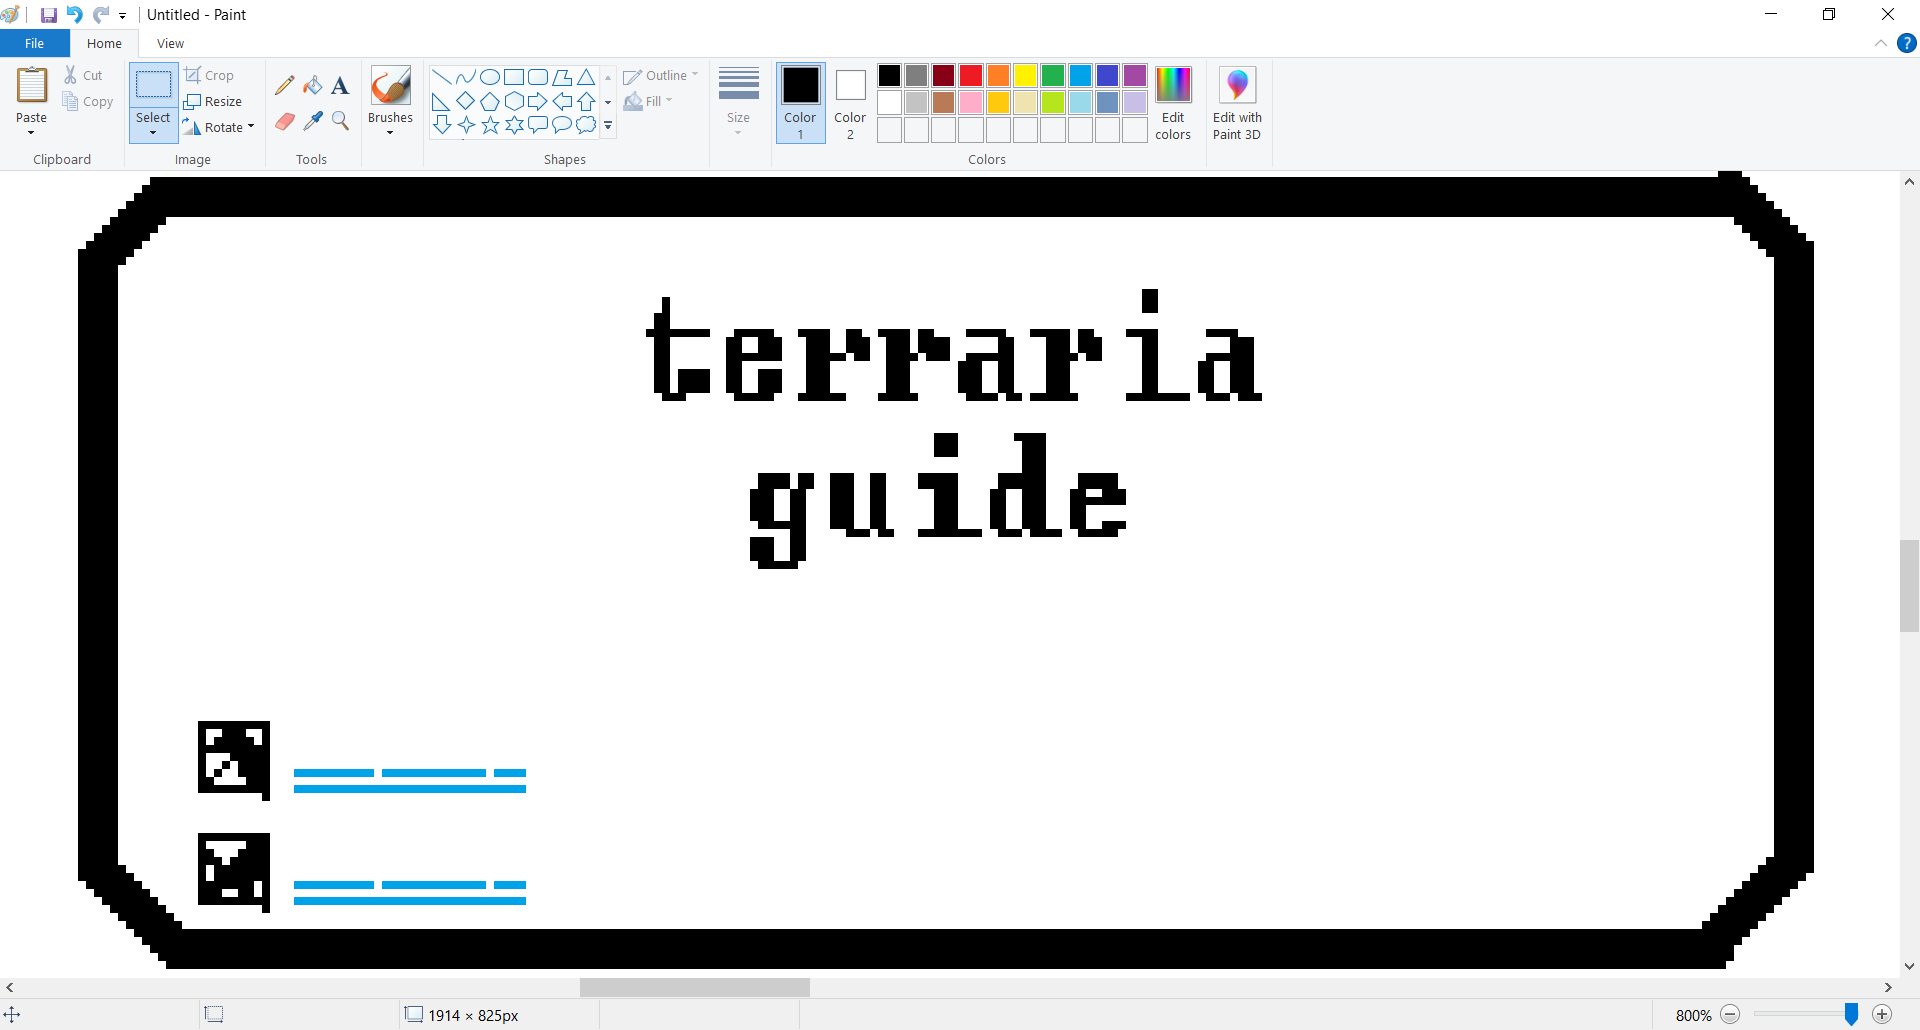 Untitled - Paint
File Home View
Paste
Cut
Copy
Clipboard
Select
Crop
Resize
Rotate
Image
Tools
Brushes
Shapes
Outline
Fill
Size
Color 1
Color 2
Colors
Edit colors
Edit with Paint 3D
terraria
guide
1914 × 825px
800%